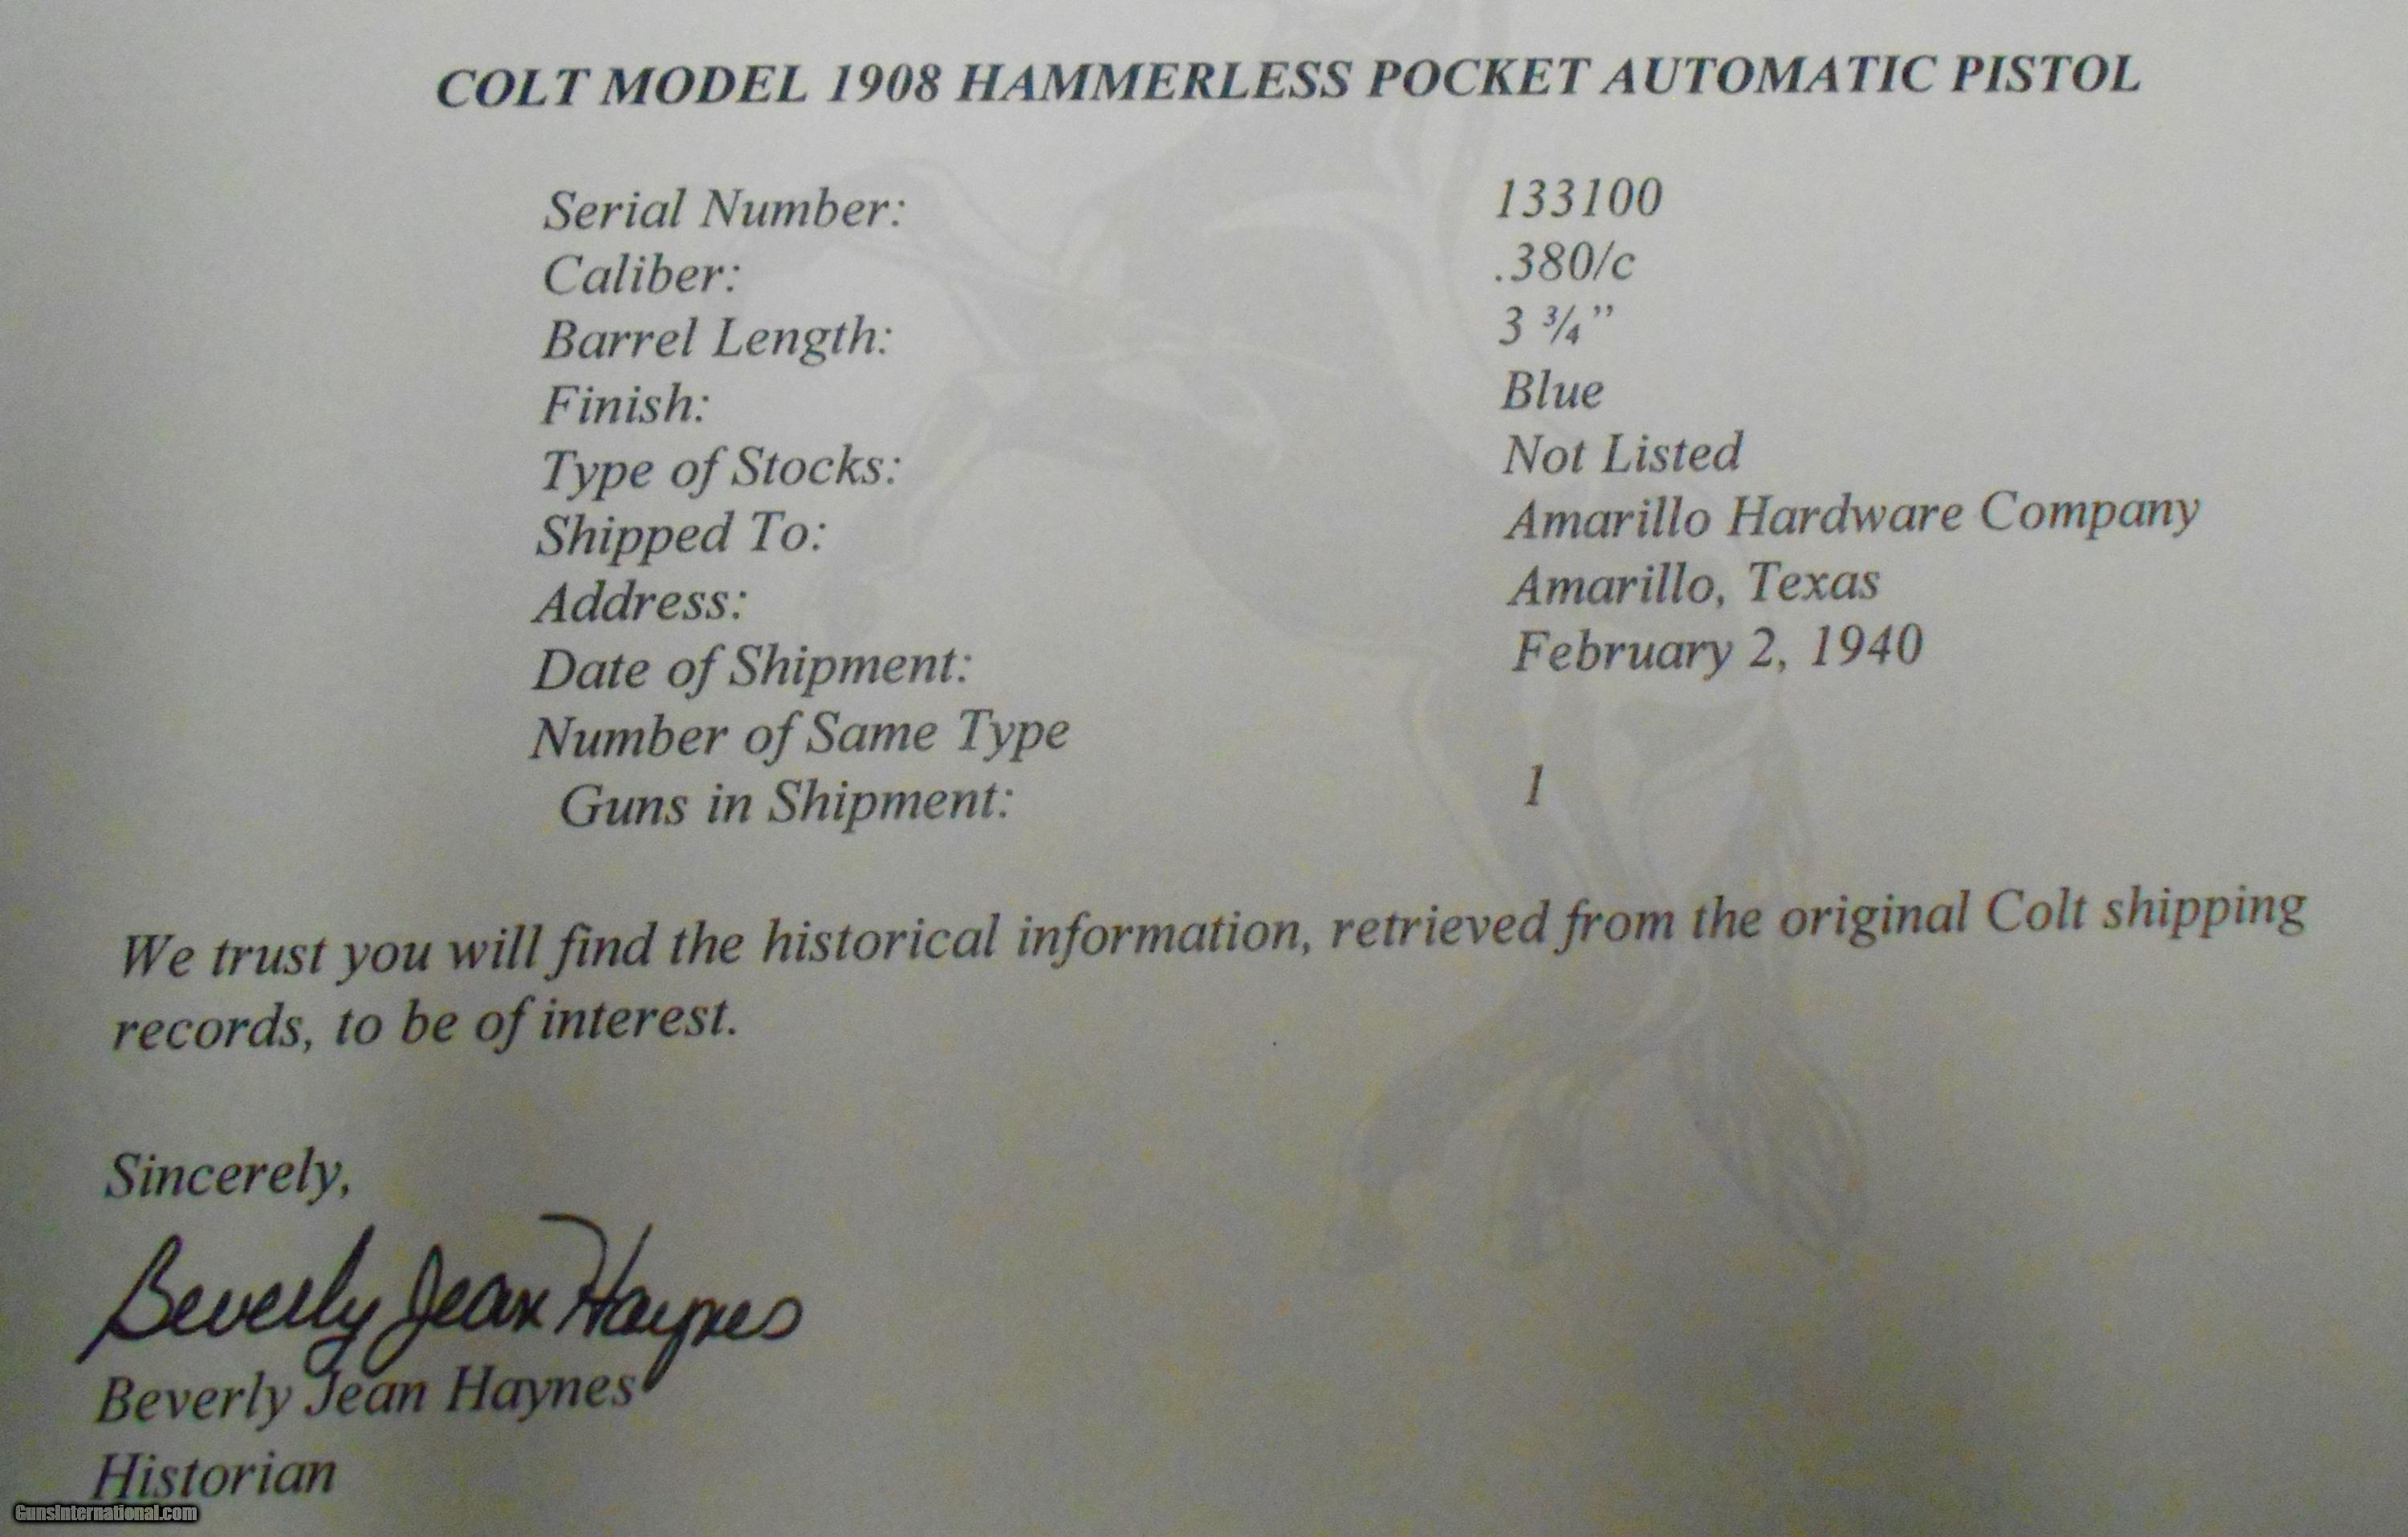 COLT MODEL 1908 HAMMERLESS POCKET AUTOMATIC PISTOL
Serial Number: 133100
Caliber: .380/c
Barrel Length: 3 ¾”
Finish: Blue
Type of Stocks: Not Listed
Shipped To: Amarillo Hardware Company
Address: Amarillo, Texas
Date of Shipment: February 2, 1940
Number of Same Type
Guns in Shipment: 1
We trust you will find the historical information, retrieved from the original Colt shipping
records, to be of interest.
Sincerely,
Beverly Jean Haynes
Beverly Jean Haynes
Historian
GunsInternational.com